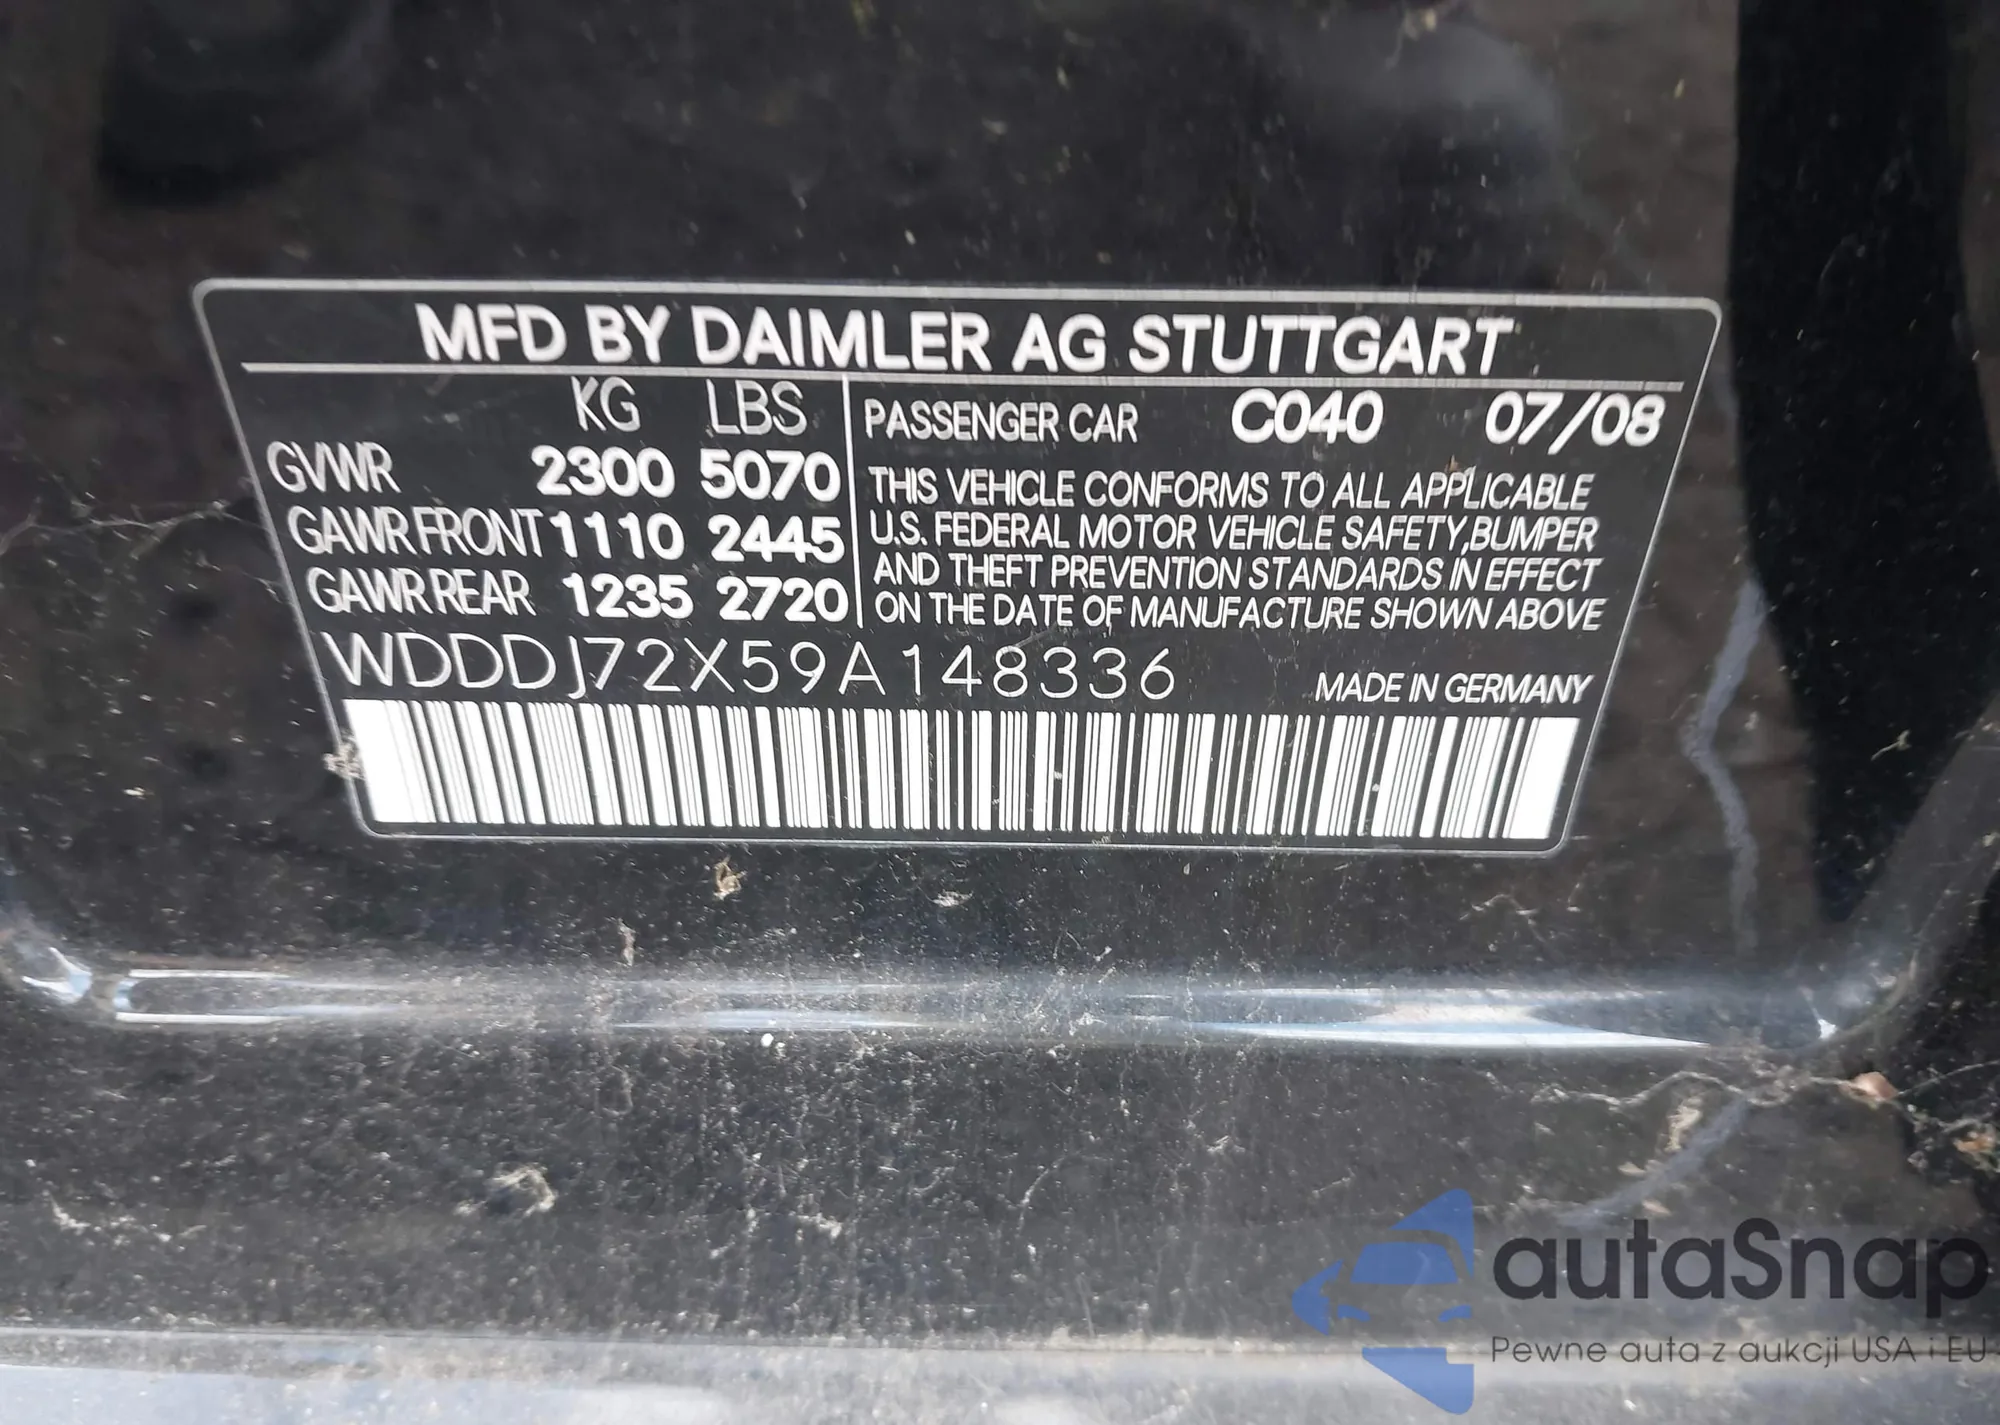 MFD BY DAIMLER AG STUTTGART
KG LBS
GVWR 2300 5070
GAWR FRONT 1110 2445
GAWR REAR 1235 2720
PASSENGER CAR C040 07/08
THIS VEHICLE CONFORMS TO ALL APPLICABLE
U.S. FEDERAL MOTOR VEHICLE SAFETY, BUMPER
AND THEFT PREVENTION STANDARDS IN EFFECT
ON THE DATE OF MANUFACTURE SHOWN ABOVE
WDDDJ72X59A148336
MADE IN GERMANY
autaSnap
Pewne auta z aukcji USA i EU